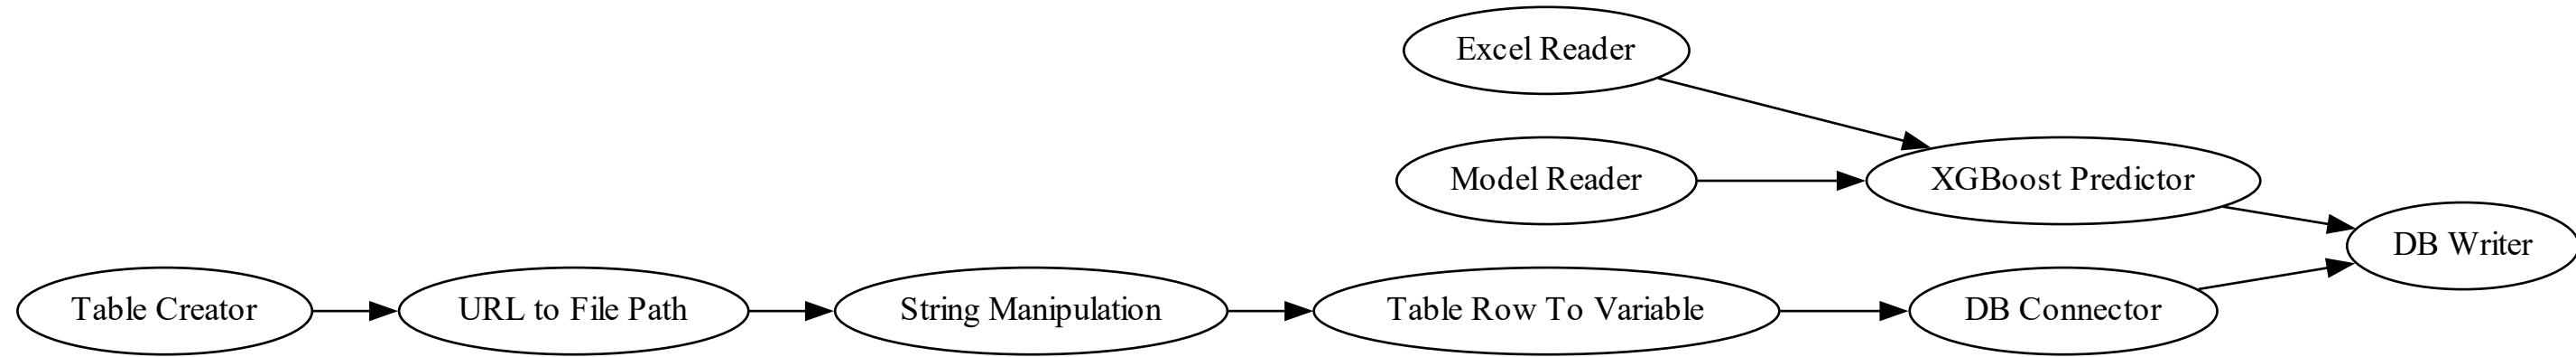 Excel Reader
Model Reader
XGBoost Predictor
DB Writer
Table Creator
URL to File Path
String Manipulation
Table Row To Variable
DB Connector